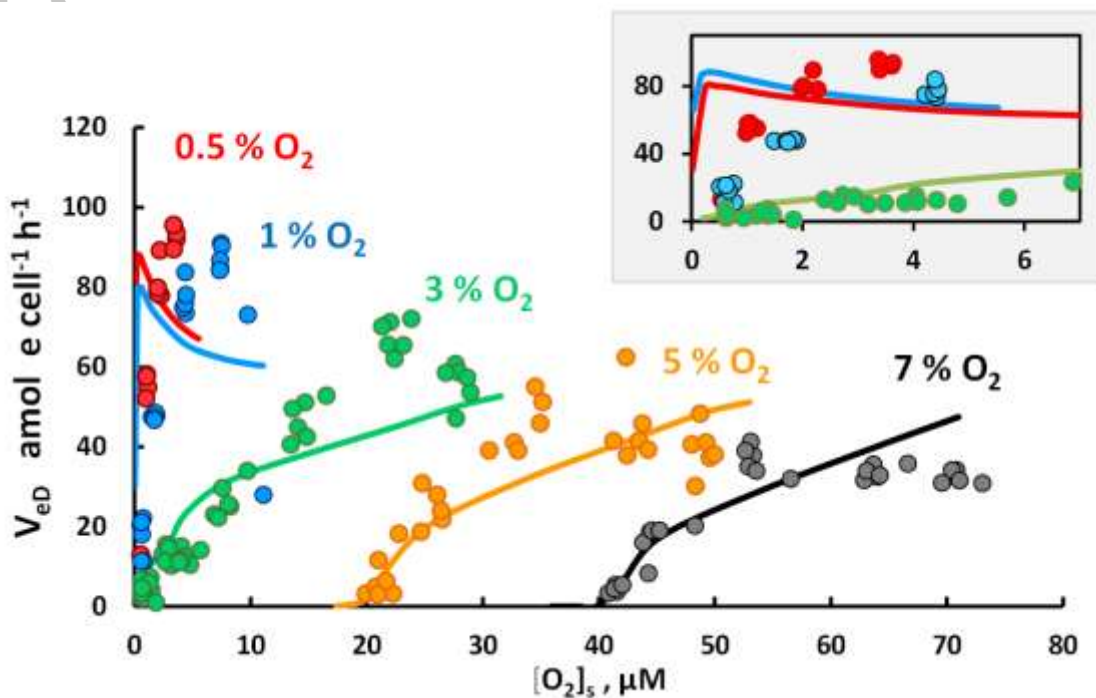 80
40
0
0 2 4 6
120
100
80
60
40
20
0
V_eD amol e cell⁻¹ h⁻¹
0.5 % O₂
1 % O₂
3 % O₂
5 % O₂
7 % O₂
0 10 20 30 40 50 60 70 80
[O₂]ₛ , µM